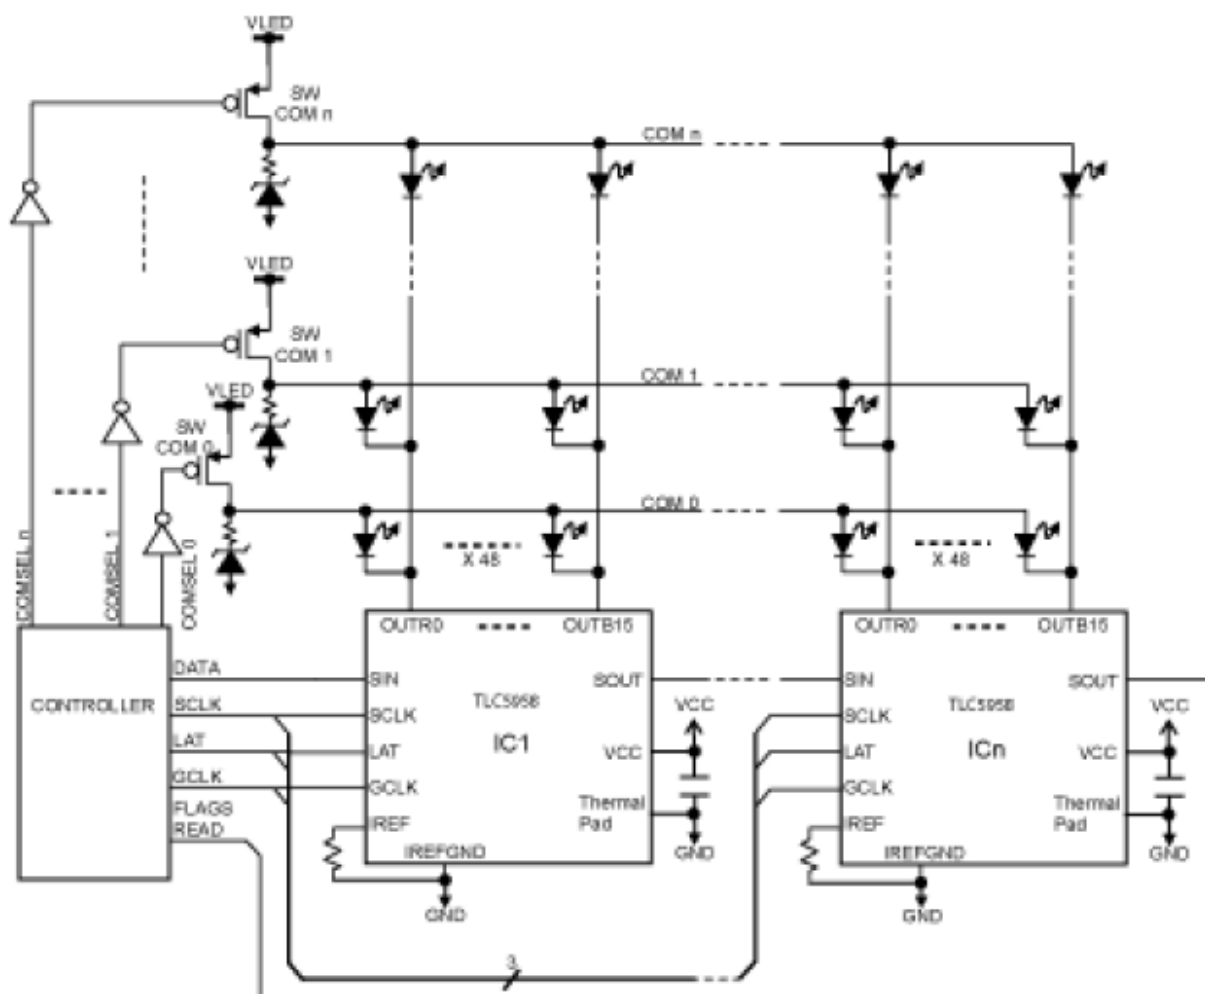 VLED
SW
COM n
COM n
VLED
SW
COM 1
COM 1
VLED
SW
COM 0
COM 0
X 48
X 48
COMSEL n
COMSEL 1
COMSEL 0
CONTROLLER
DATA
SCLK
LAT
GCLK
FLAGS
READ
OUTR0
OUTB15
SIN
SOUT
TLC5958
SCLK
IC1
LAT
VCC
VCC
GCLK
Thermal
Pad
IREF
IREFGND
GND
GND
OUTR0
OUTB15
SIN
SOUT
TLC5958
SCLK
ICn
LAT
VCC
VCC
GCLK
Thermal
Pad
IREF
IREFGND
GND
GND
3